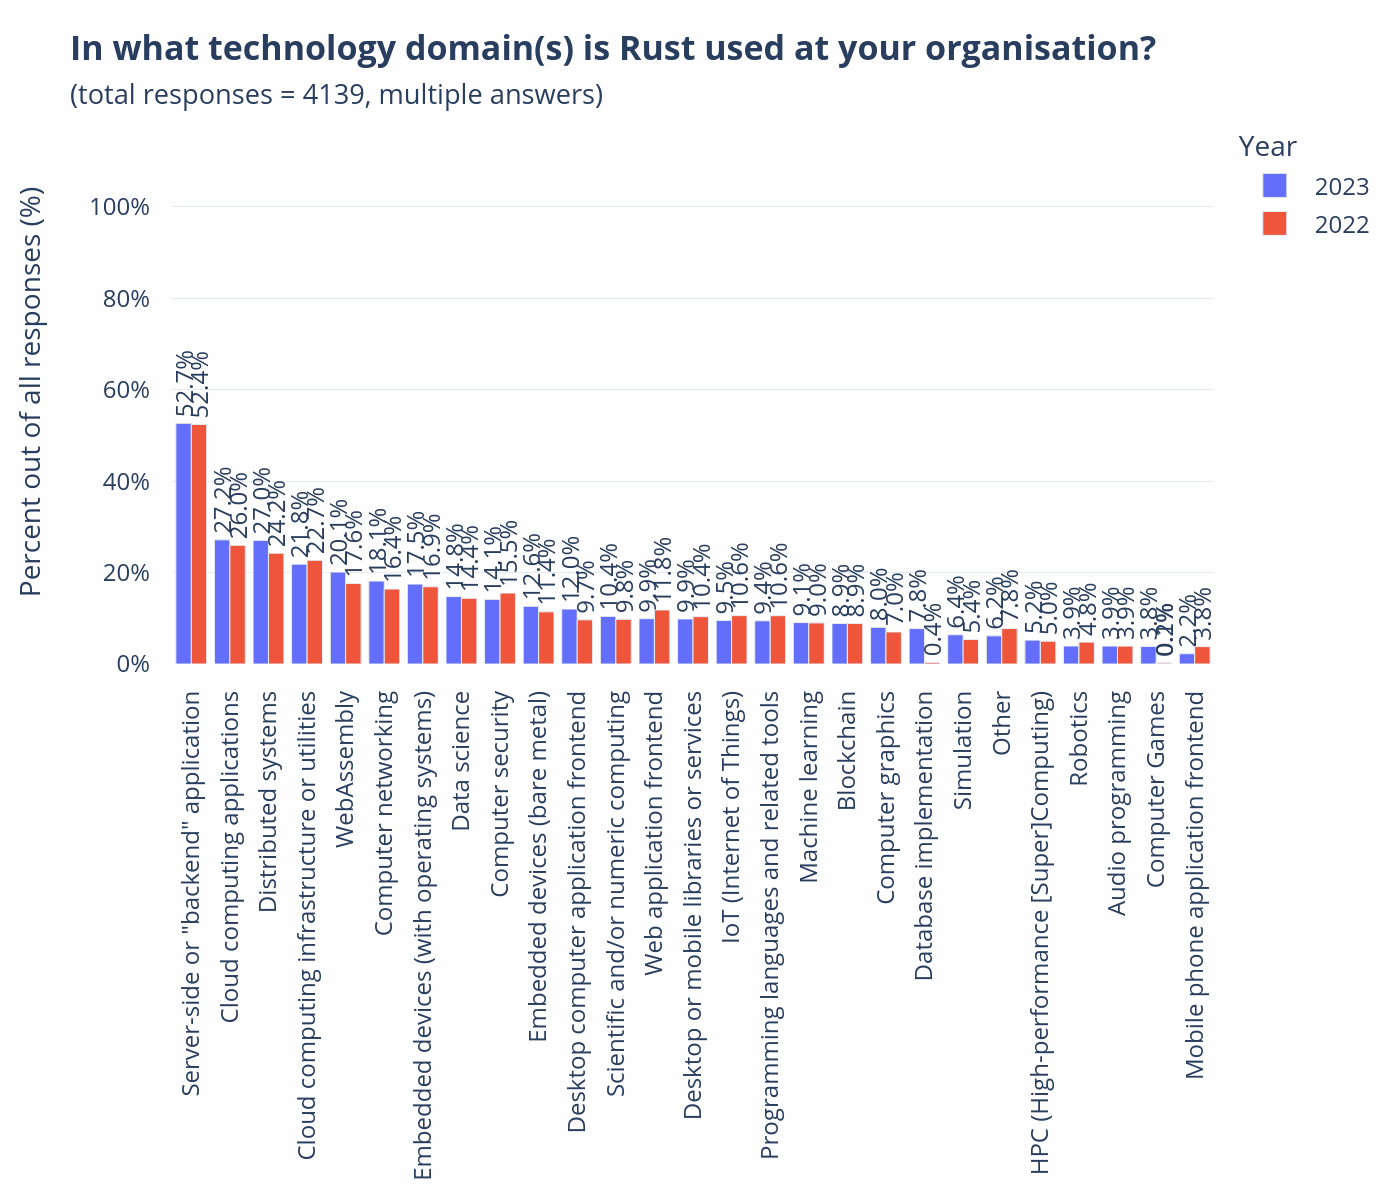 In what technology domain(s) is Rust used at your organisation?
(total responses = 4139, multiple answers)
Year
2023
2022
Percent out of all responses (%)
100%
80%
60%
40%
20%
0%
52.7%
52.4%
27.2%
26.0%
27.0%
24.2%
21.8%
22.7%
20.1%
17.6%
18.1%
16.4%
17.5%
16.9%
14.8%
14.4%
14.1%
15.5%
12.6%
11.4%
12.0%
9.7%
10.4%
9.8%
9.9%
11.8%
9.9%
10.4%
9.5%
10.6%
9.4%
10.6%
9.1%
9.0%
8.9%
8.9%
8.0%
7.0%
7.8%
0.4%
6.4%
5.4%
6.2%
7.8%
5.2%
5.0%
3.9%
4.8%
3.9%
3.9%
3.8%
2.2%
3.8%
Server-side or "backend" application
Cloud computing applications
Distributed systems
Cloud computing infrastructure or utilities
WebAssembly
Computer networking
Embedded devices (with operating systems)
Data science
Computer security
Embedded devices (bare metal)
Desktop computer application frontend
Scientific and/or numeric computing
Web application frontend
Desktop or mobile libraries or services
IoT (Internet of Things)
Programming languages and related tools
Machine learning
Blockchain
Computer graphics
Database implementation
Simulation
Other
HPC (High-performance [Super]Computing)
Robotics
Audio programming
Computer Games
Mobile phone application frontend